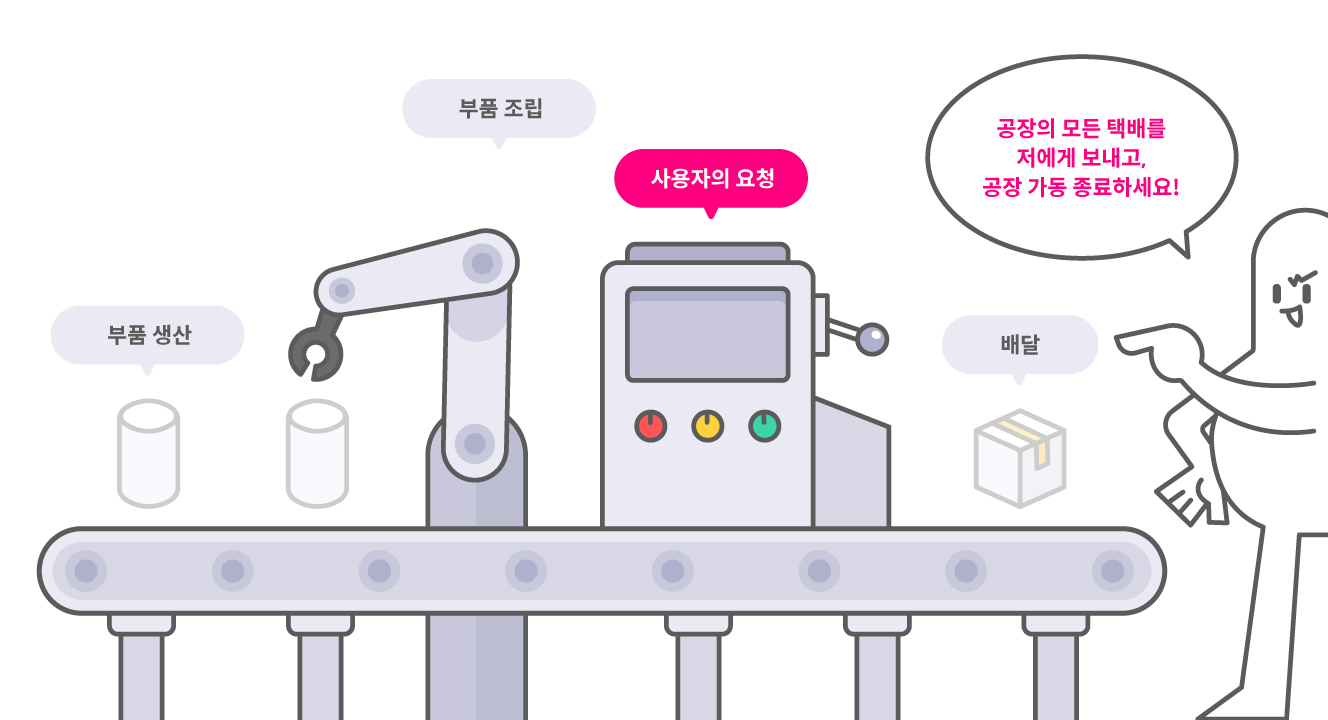 부품 조립
사용자의 요청
공장의 모든 택배를
저에게 보내고,
공장 가동 종료하세요!
부품 생산
배달